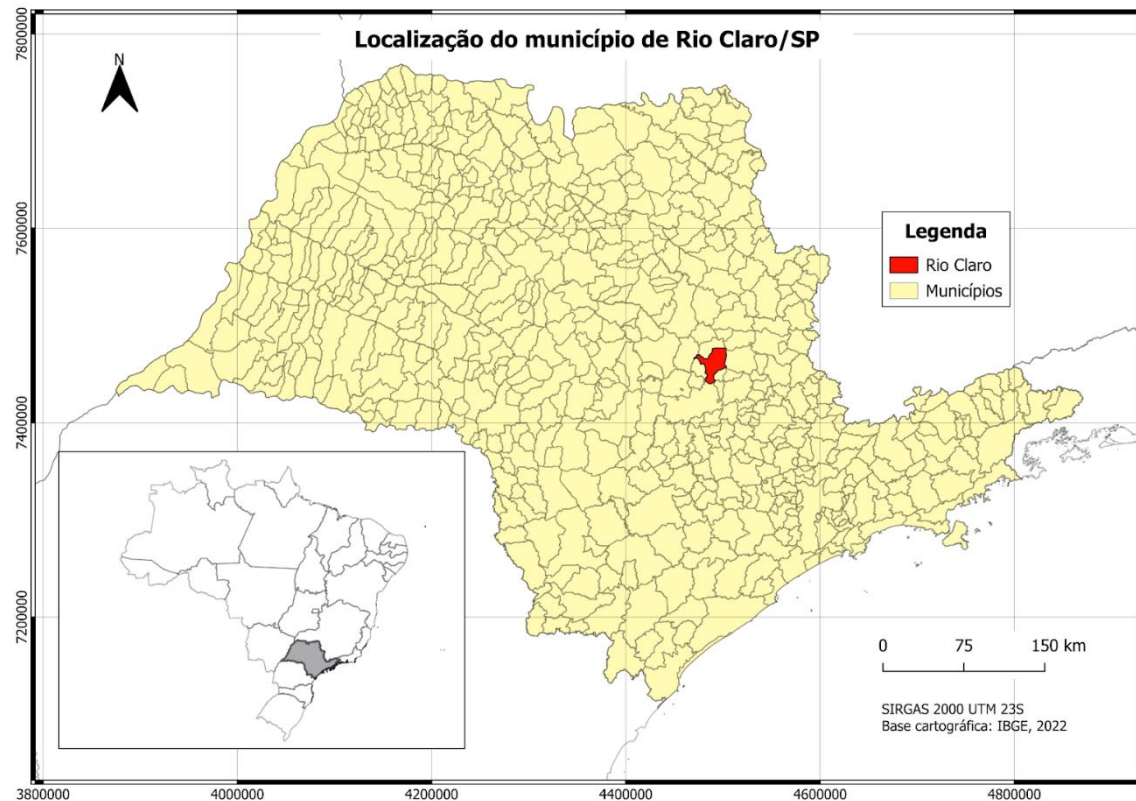 Localização do município de Rio Claro/SP
N
Legenda
Rio Claro
Municípios
0 75 150 km
SIRGAS 2000 UTM 23S
Base cartográfica: IBGE, 2022
7800000
7600000
7400000
7200000
3800000 4000000 4200000 4400000 4600000 4800000